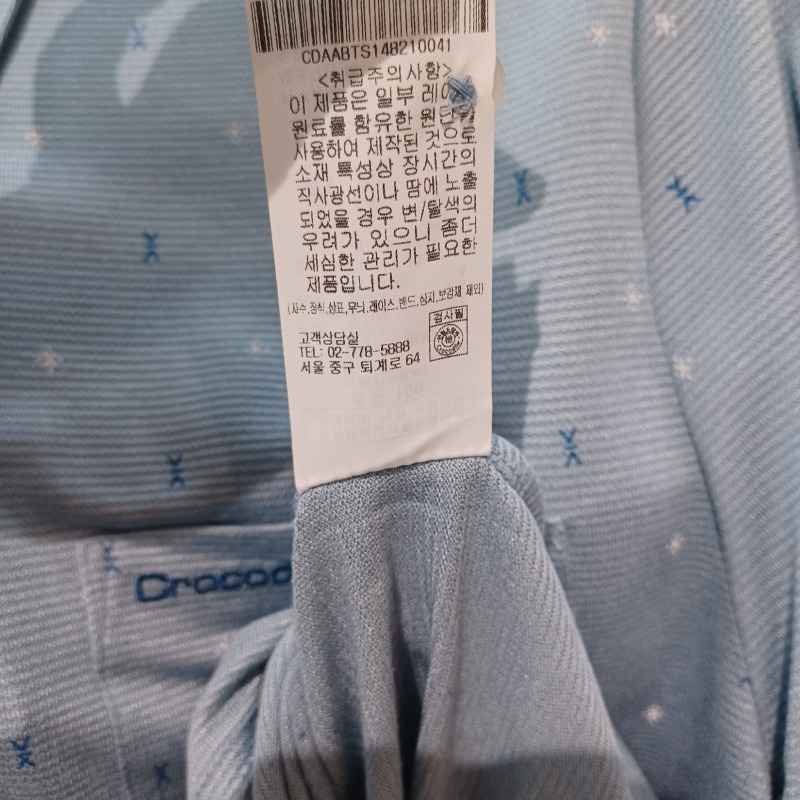 CDAABTS148210041
<취급주의사항>
이 제품은 일부
원료를 함유한
사용하여 제작된 것으로
소재 특성상 장시간의
직사광선이나 땀에 노출
되었을 경우 변/탈색의
우려가 있으니 좀더
세심한 관리가 필요한
제품입니다.
(자수,장식,상표,무늬,레이스,밴드,심지,보강재 제외)
고객상담실
TEL: 02-778-5888
서울 중구 퇴계로 64
검사필